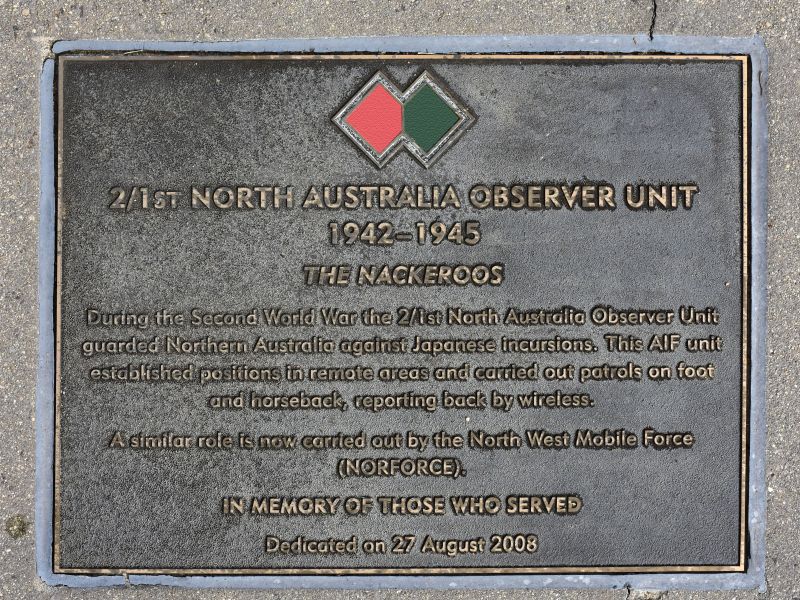 2/1ST NORTH AUSTRALIA OBSERVER UNIT
1942–1945
THE NACKEROOS
During the Second World War the 2/1st North Australia Observer Unit
guarded Northern Australia against Japanese incursions. This AIF unit
established positions in remote areas and carried out patrols on foot
and horseback, reporting back by wireless.
A similar role is now carried out by the North West Mobile Force
(NORFORCE).
IN MEMORY OF THOSE WHO SERVED
Dedicated on 27 August 2008